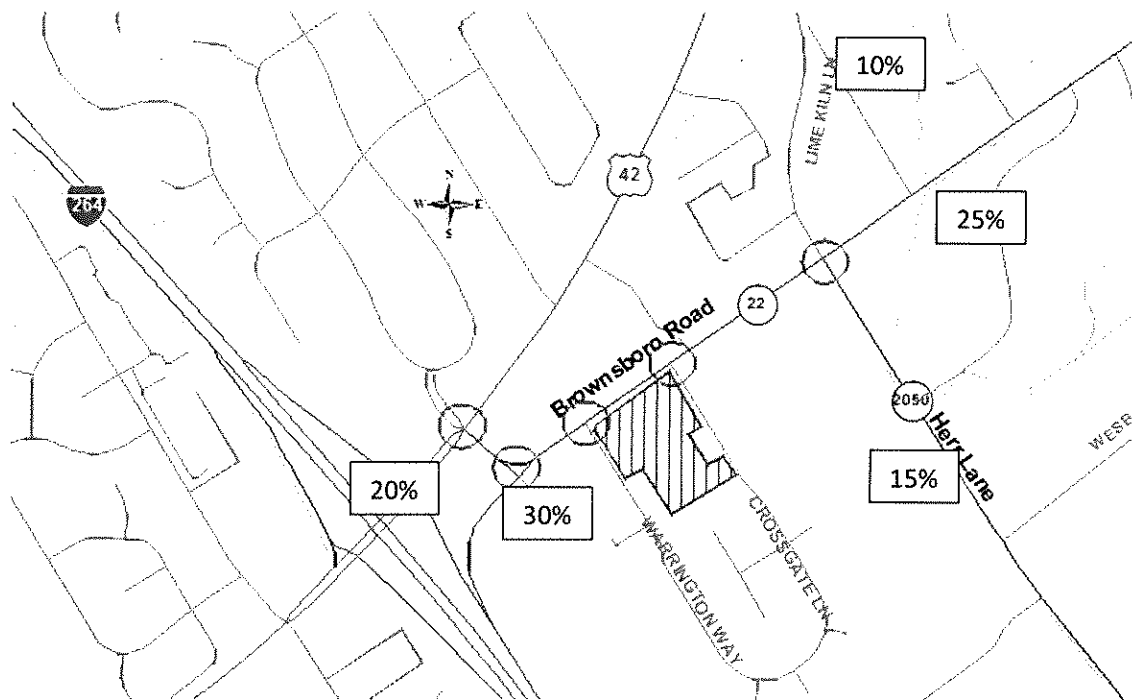 10%
LIME KILN LN
42
264
N
W E
S
25%
22
Brownsboro Road
2050
Herr Lane
WESB
20%
30%
15%
WARRINGTON WAY
CROSSGATE LN